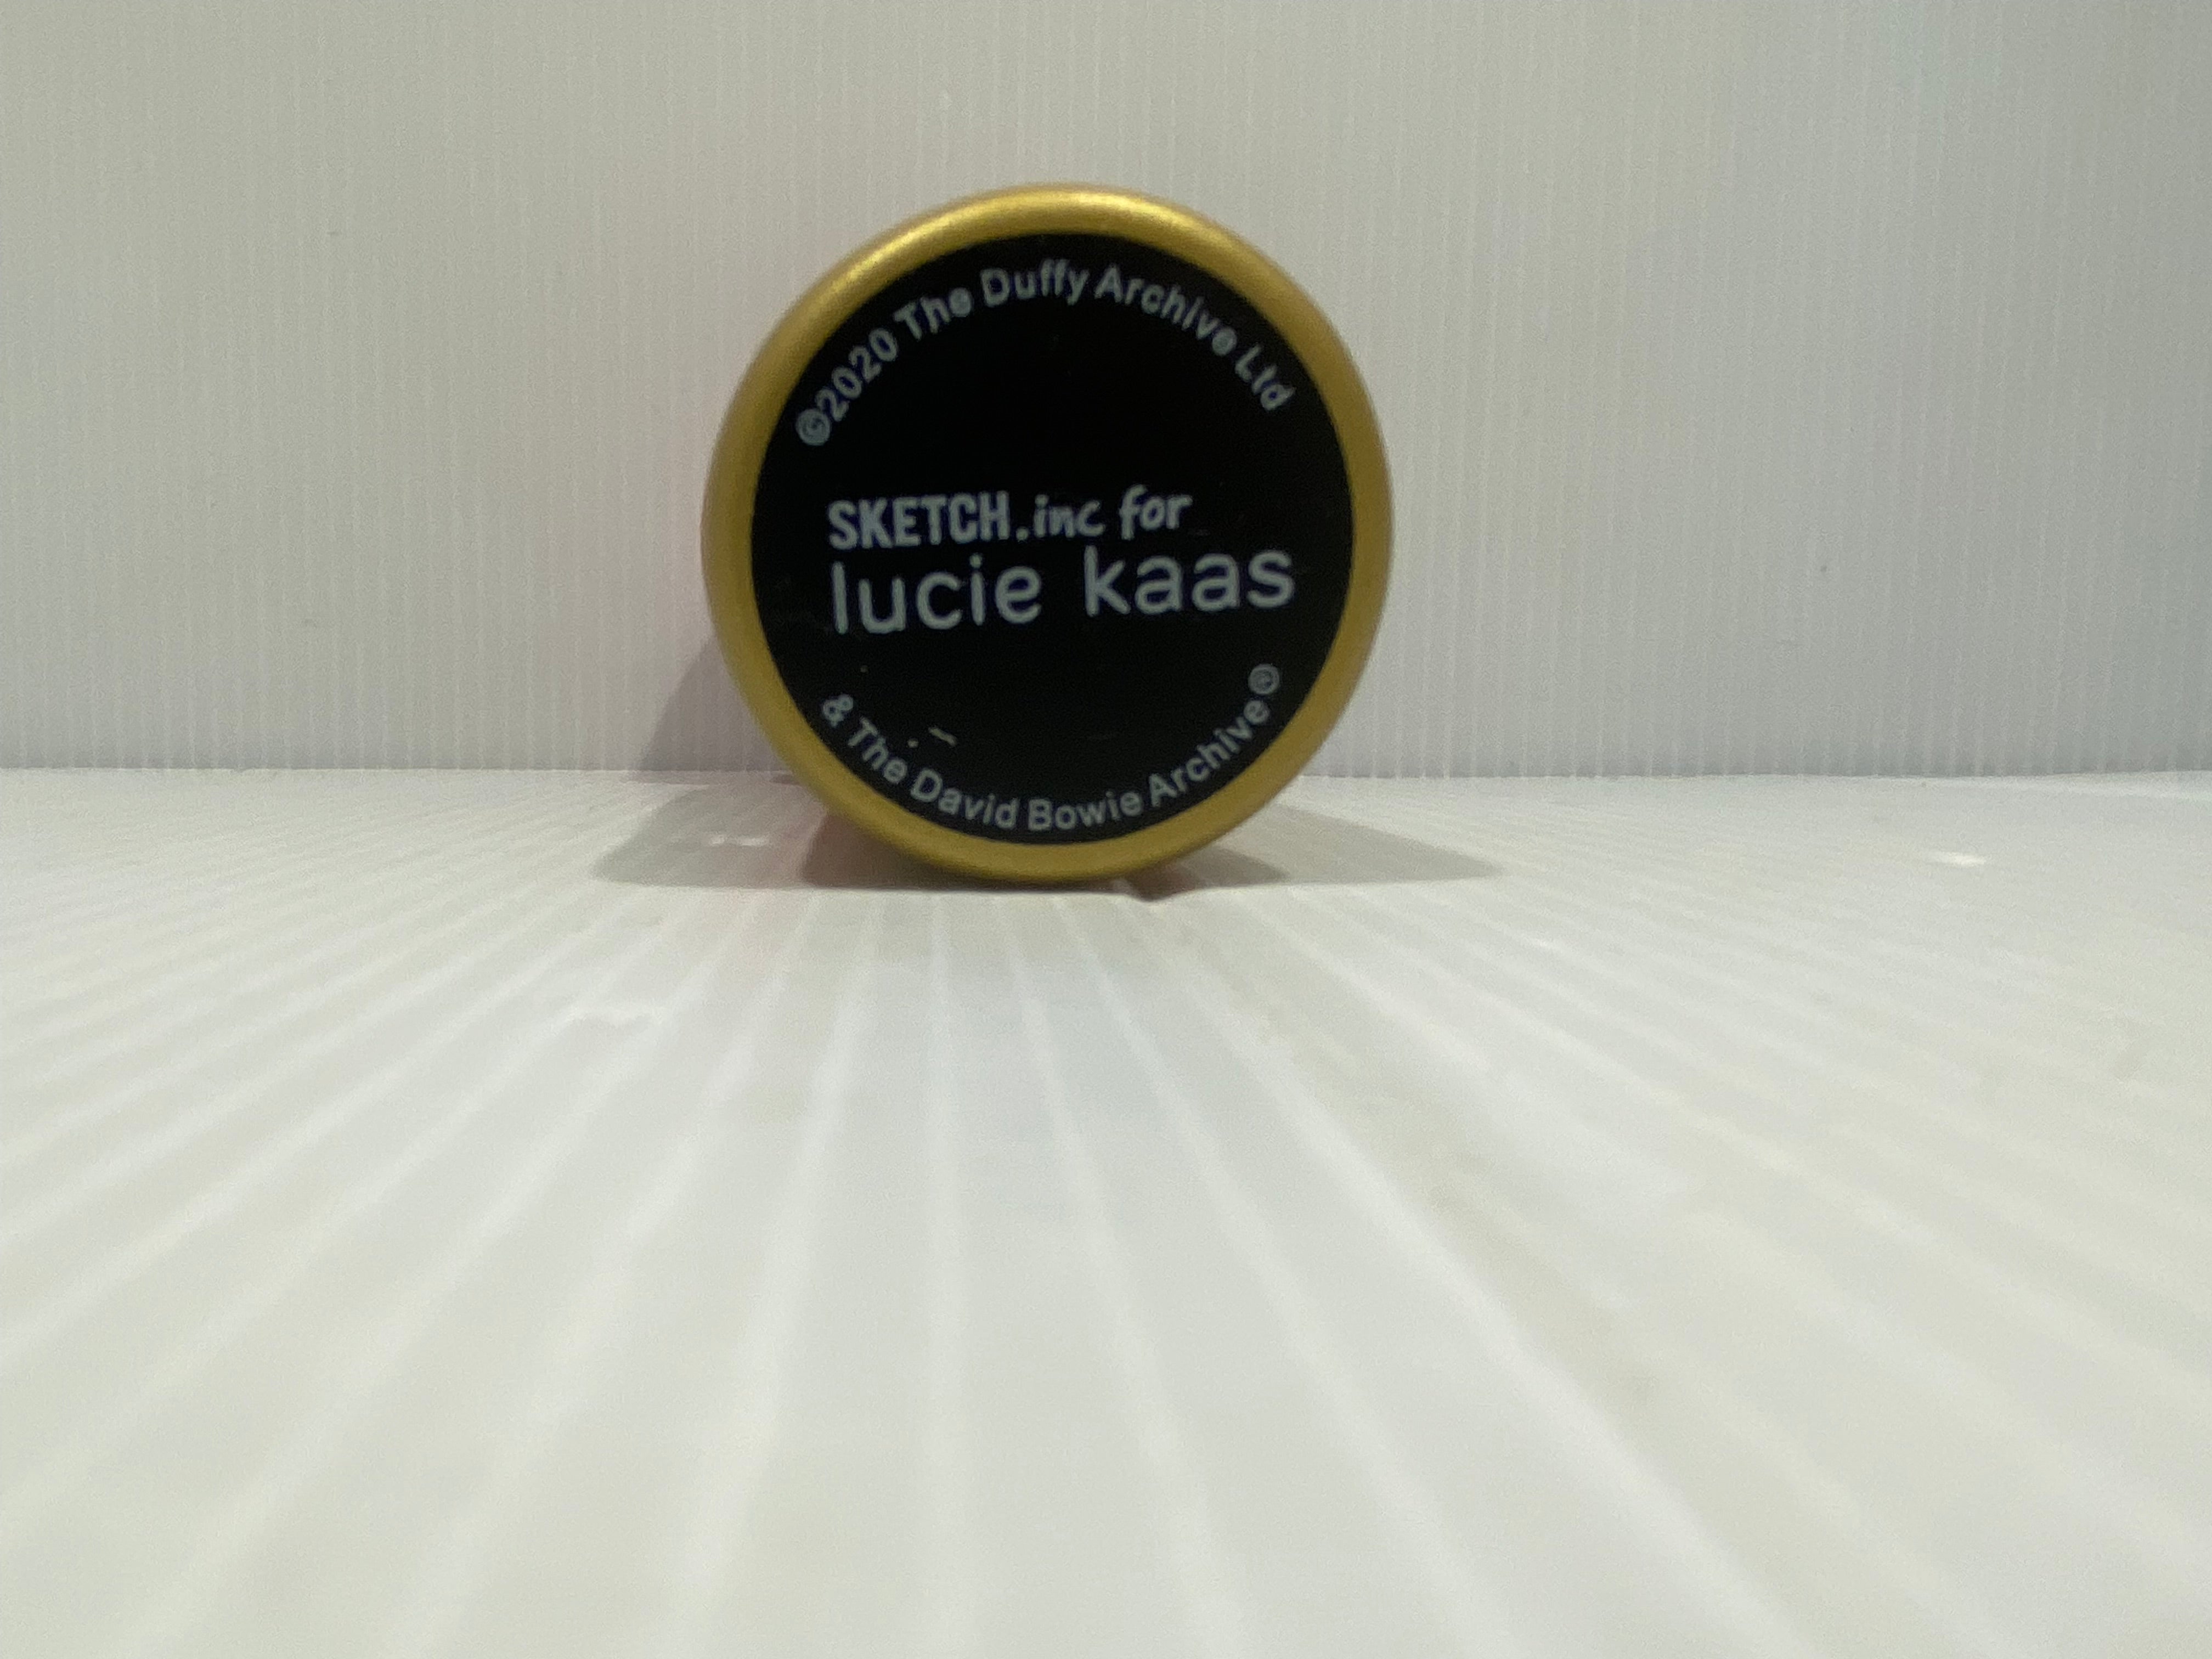 ©2020 The Duffy Archive Ltd
SKETCH.inc for
lucie kaas
& The David Bowie Archive®